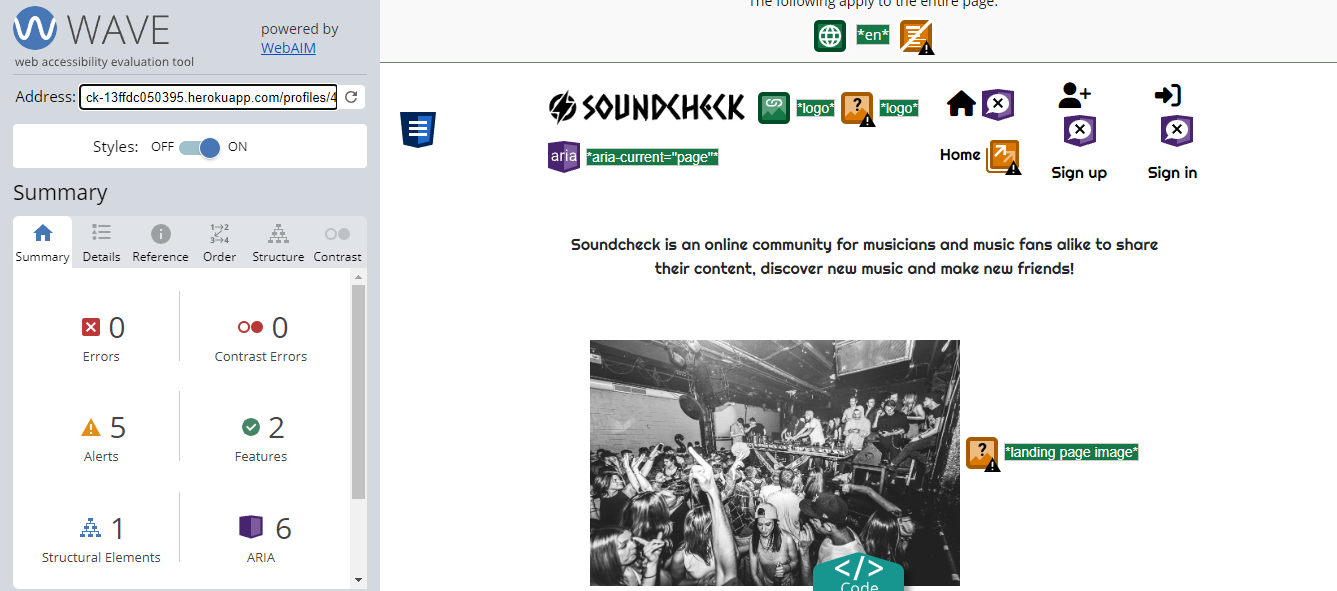 WAVE
powered by
WebAIM
web accessibility evaluation tool
Address: ck-13ffdc050395.herokuapp.com/profiles/4
Styles: OFF ON
Summary
Summary
Details
Reference
1→2
3→4
Order
Structure
Contrast
0
Errors
0
Contrast Errors
5
Alerts
2
Features
1
Structural Elements
6
ARIA
The following apply to the entire page:
*en*
SOUNDCHECK
*logo*
?
*logo*
aria
*aria-current="page"*
Home
Sign up
Sign in
Soundcheck is an online community for musicians and music fans alike to share
their content, discover new music and make new friends!
?
*landing page image*
</>
Code